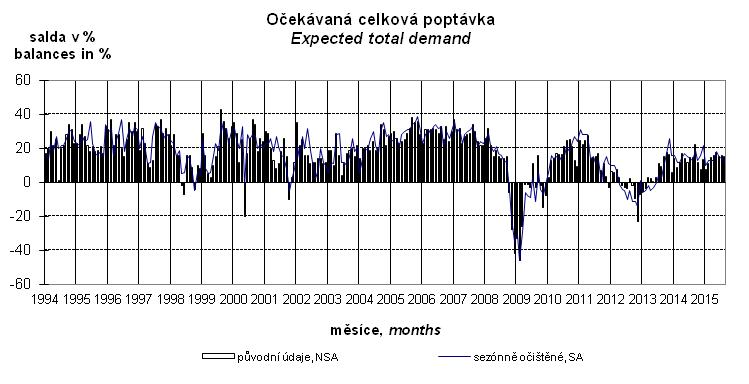 Očekávaná celková poptávka
Expected total demand
salda v %
balances in %
60
40
20
0
-20
-40
-60
1994 1995 1996 1997 1998 1999 2000 2001 2002 2003 2004 2005 2006 2007 2008 2009 2010 2011 2012 2013 2014 2015
měsíce, months
původní údaje, NSA
sezónně očištěné, SA